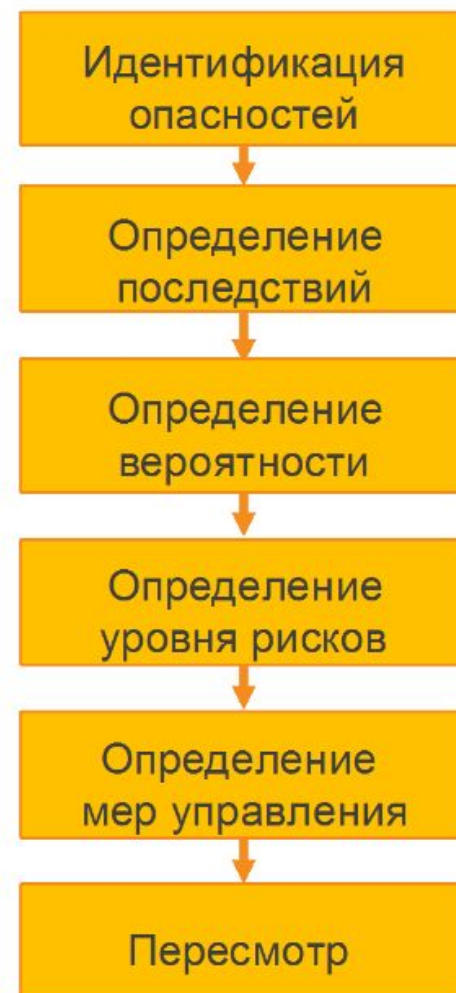 Идентификация
опасностей
Определение
последствий
Определение
вероятности
Определение
уровня рисков
Определение
мер управления
Пересмотр